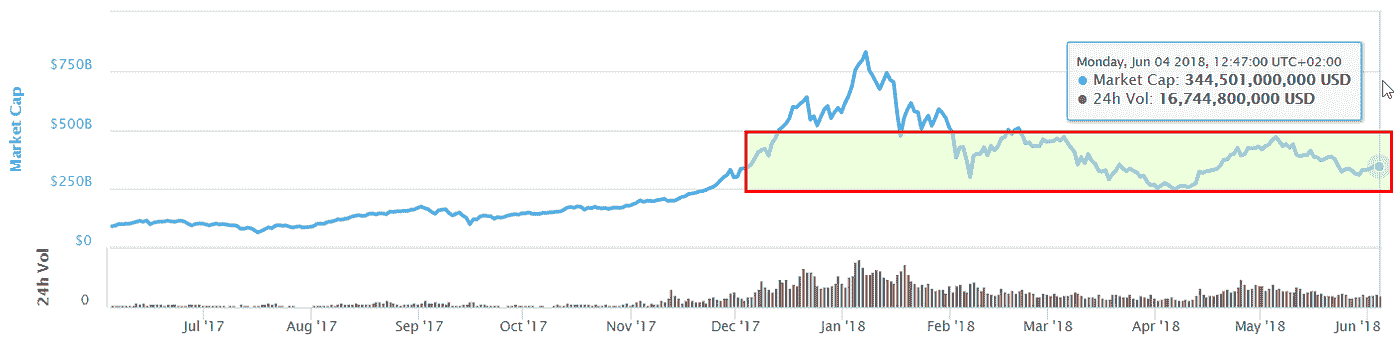 Market Cap
$750B
$500B
$250B
$0
24h Vol
0
Monday, Jun 04 2018, 12:47:00 UTC+02:00
Market Cap: 344,501,000,000 USD
24h Vol: 16,744,800,000 USD
Jul '17 Aug '17 Sep '17 Oct '17 Nov '17 Dec '17 Jan '18 Feb '18 Mar '18 Apr '18 May '18 Jun '18